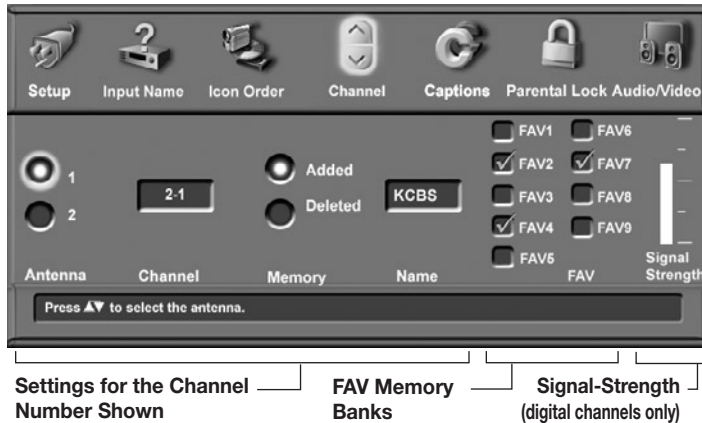 Setup Input Name Icon Order Channel Captions Parental Lock Audio/Video
FAV1 FAV6
1 Added FAV2 FAV7
2-1 KCBS
Deleted FAV3 FAV8
2 FAV4 FAV9
FAV5 Signal
Antenna Channel Memory Name FAV Strength
Press ▲▼ to select the antenna.
Settings for the Channel FAV Memory Signal-Strength
Number Shown Banks (digital channels only)